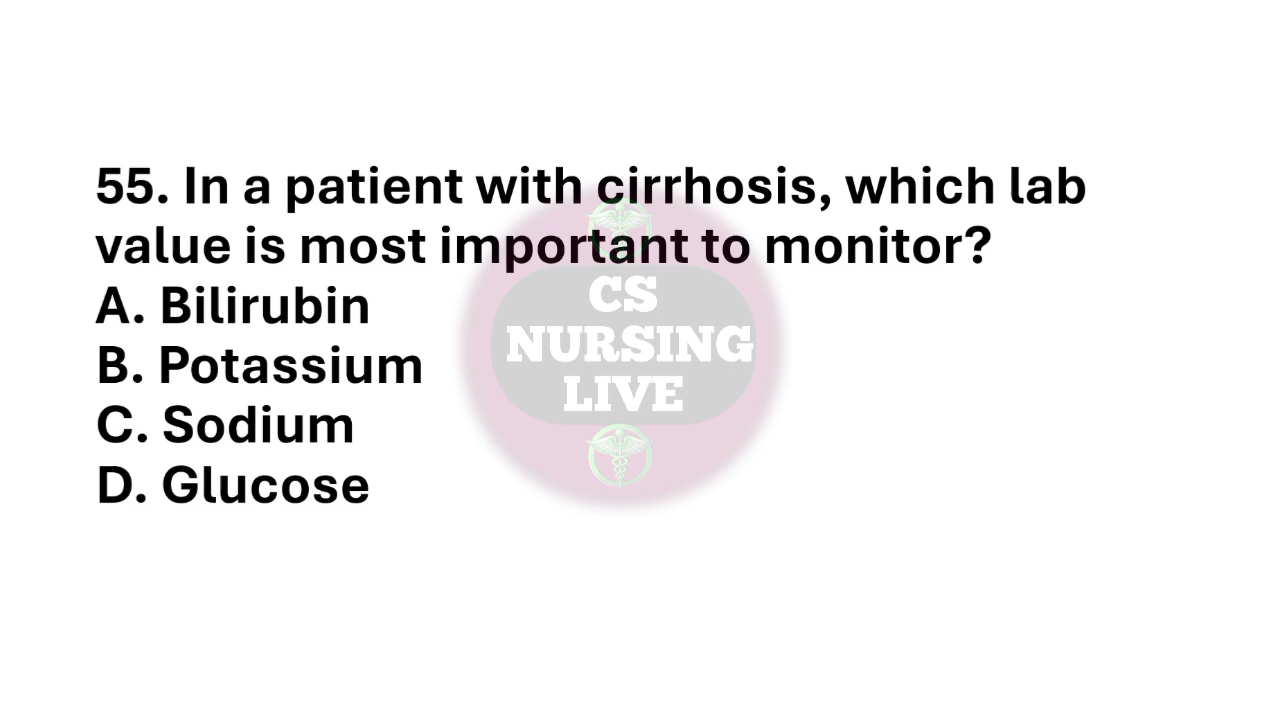 55. In a patient with cirrhosis, which lab
value is most important to monitor?
A. Bilirubin
B. Potassium
C. Sodium
D. Glucose
CS
NURSING
LIVE